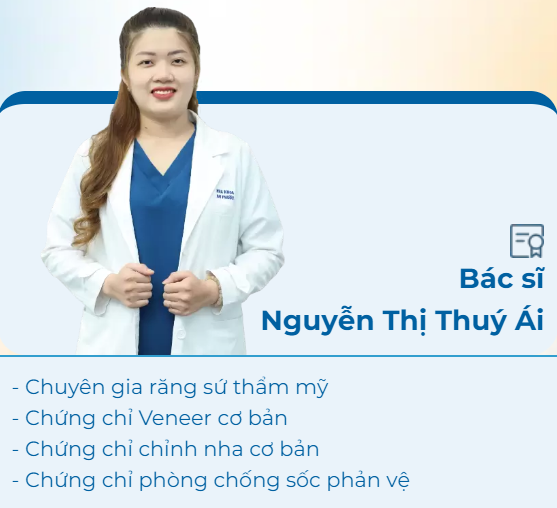 Bác sĩ
Nguyễn Thị Thuý Ái
- Chuyên gia răng sứ thẩm mỹ
- Chứng chỉ Veneer cơ bản
- Chứng chỉ chỉnh nha cơ bản
- Chứng chỉ phòng chống sốc phản vệ